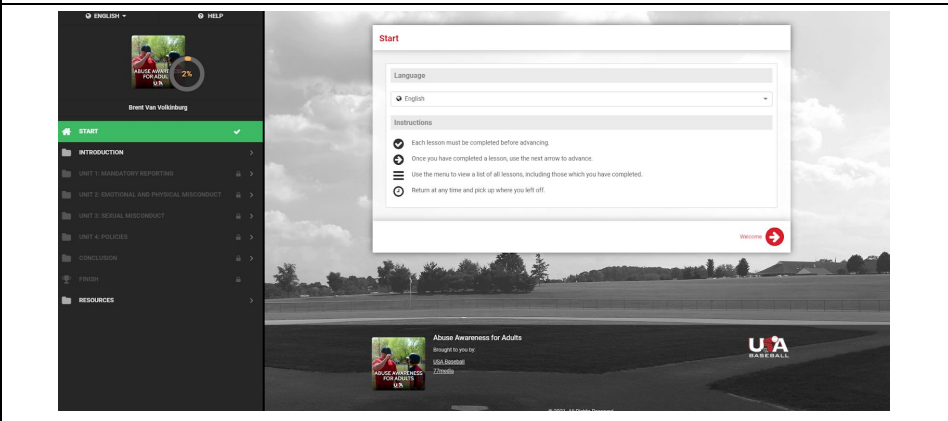 ENGLISH
HELP
ABUSE AWARE
FOR ADUL
2%
Brent Van Volkinburg
START
INTRODUCTION
UNIT 1: MANDATORY REPORTING
UNIT 2: EMOTIONAL AND PHYSICAL MISCONDUCT
UNIT 3: SEXUAL MISCONDUCT
UNIT 4: POLICIES
CONCLUSION
FINISH
RESOURCES
Start
Language
English
Instructions
Each lesson must be completed before advancing.
Once you have completed a lesson, use the next arrow to advance.
Use the menu to view a list of all lessons, including those which you have completed.
Return at any time and pick up where you left off.
Welcome
ABUSE AWARENESS
FOR ADULTS
USA
Abuse Awareness for Adults
Brought to you by:
USA Baseball
77media
USA
BASEBALL